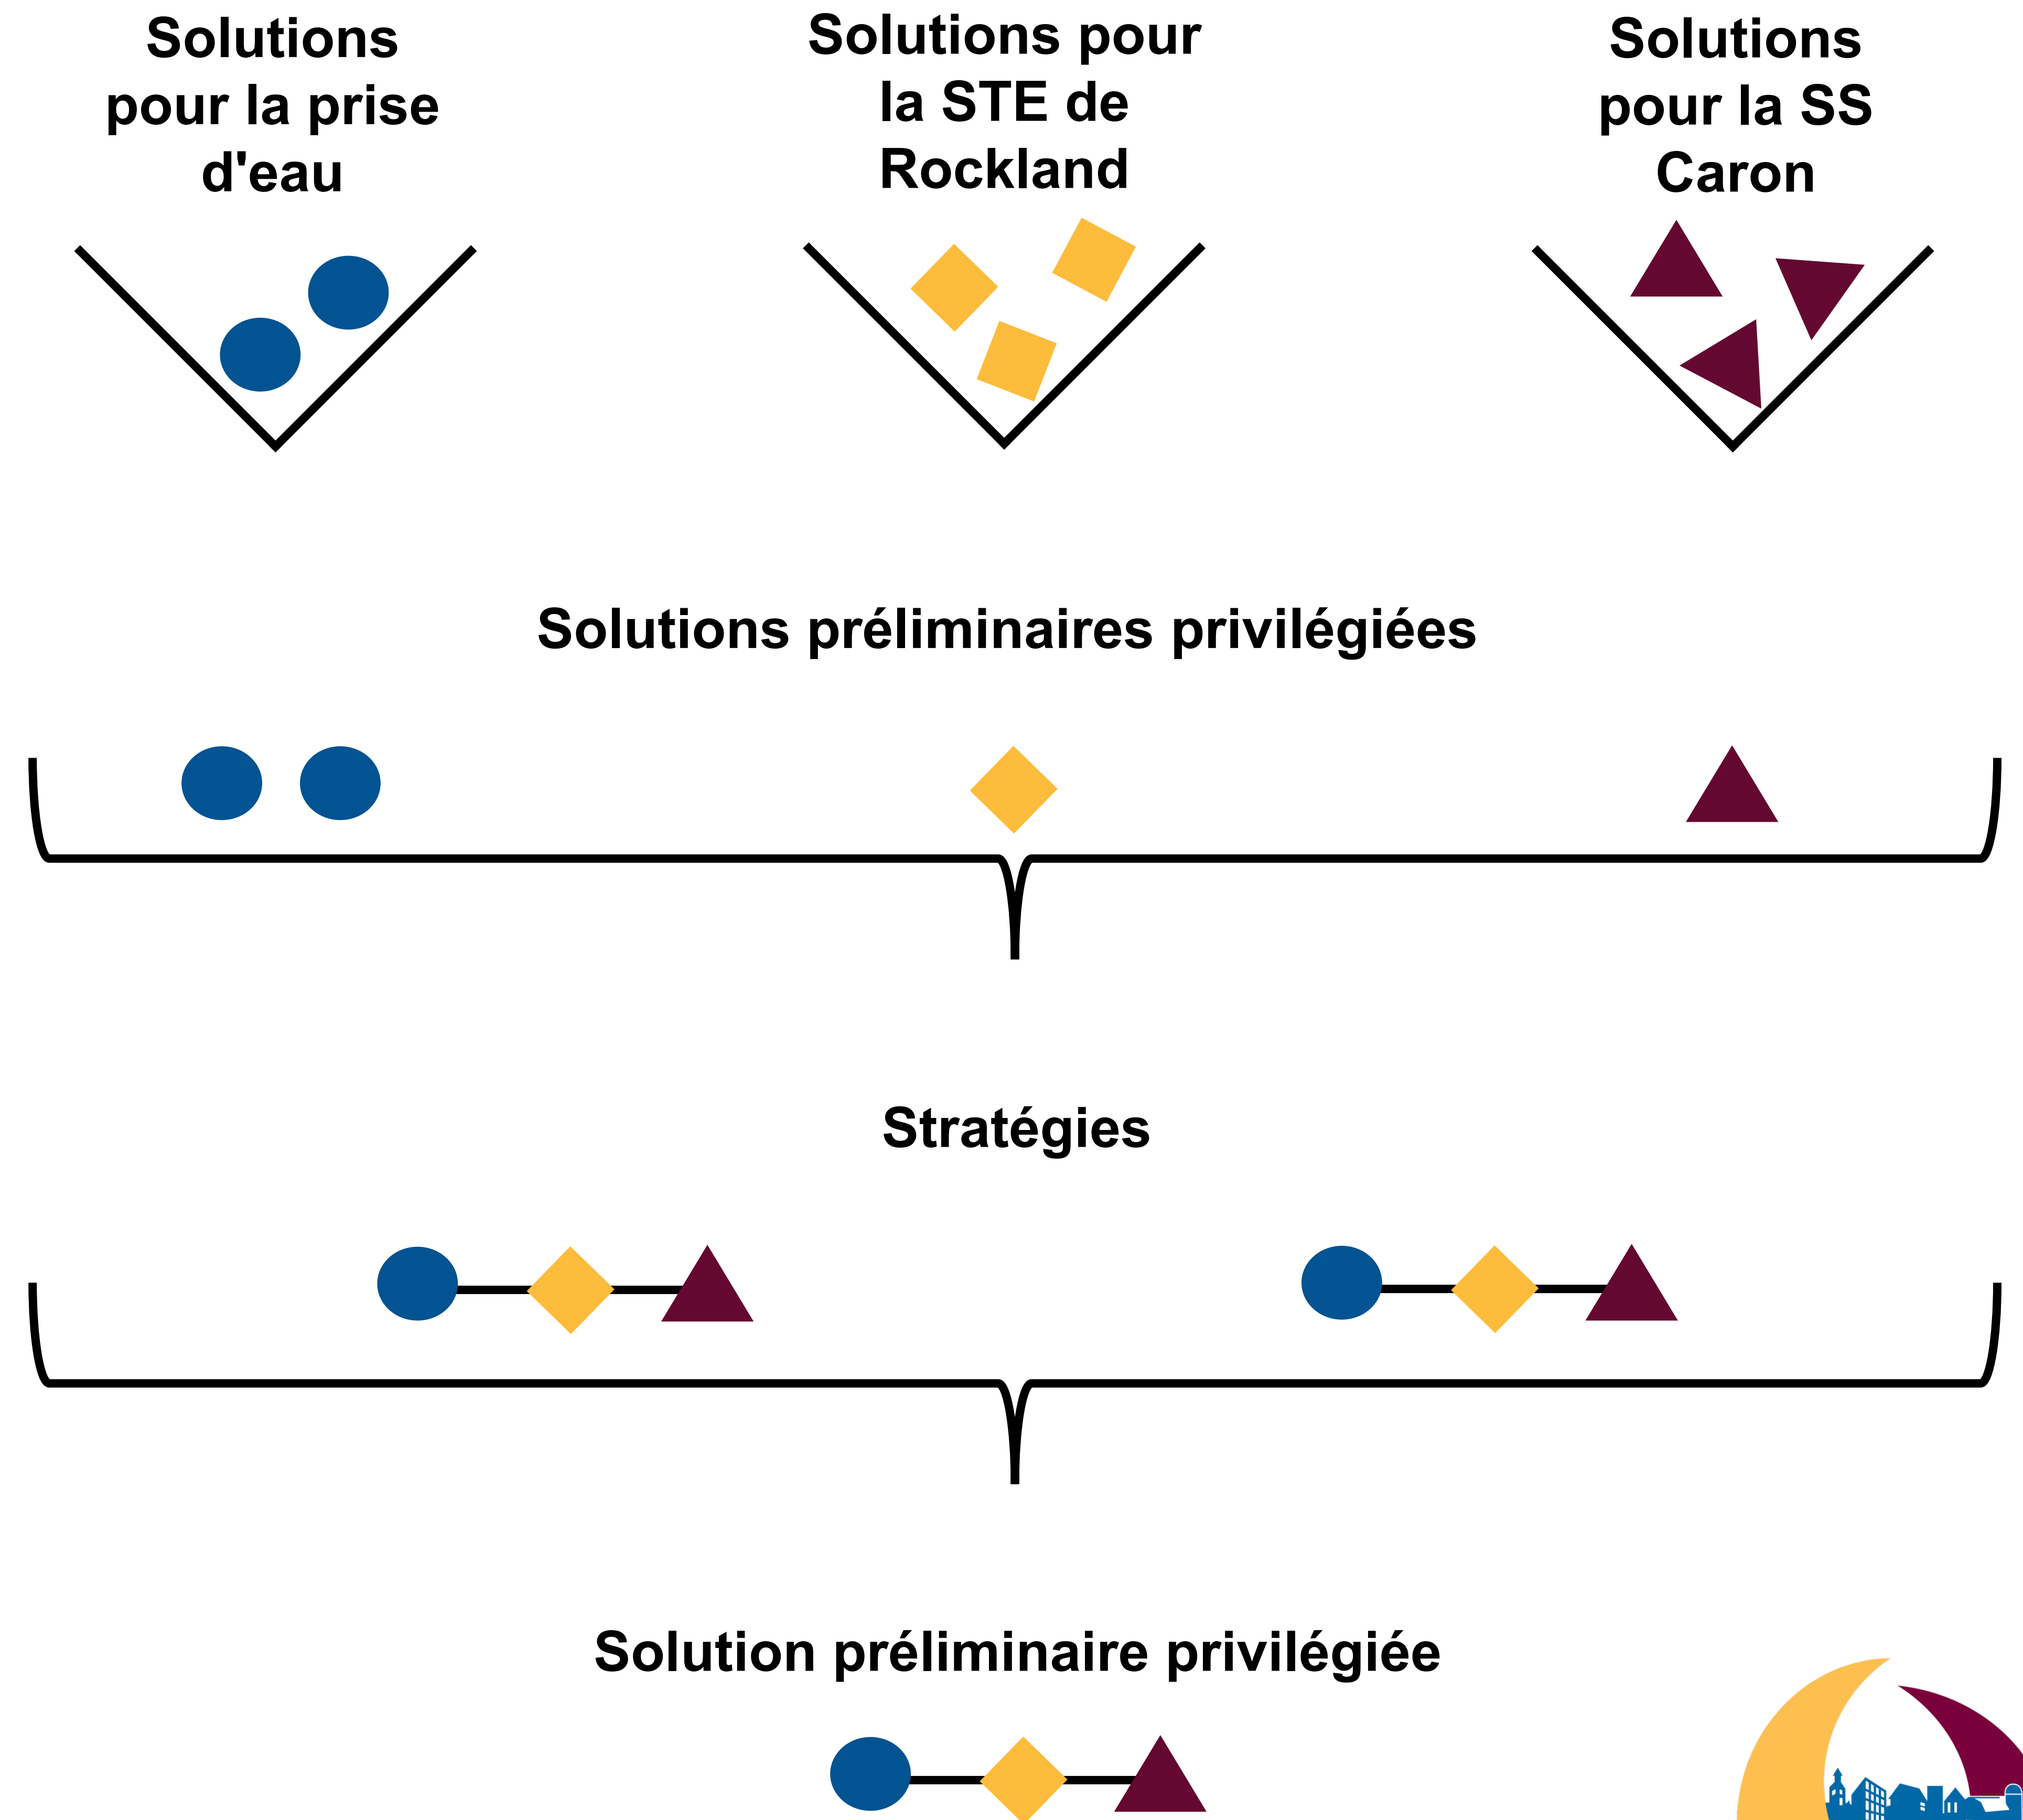 Solutions
pour la prise
d'eau
Solutions pour
la STE de
Rockland
Solutions
pour la SS
Caron
Solutions préliminaires privilégiées
Stratégies
Solution préliminaire privilégiée